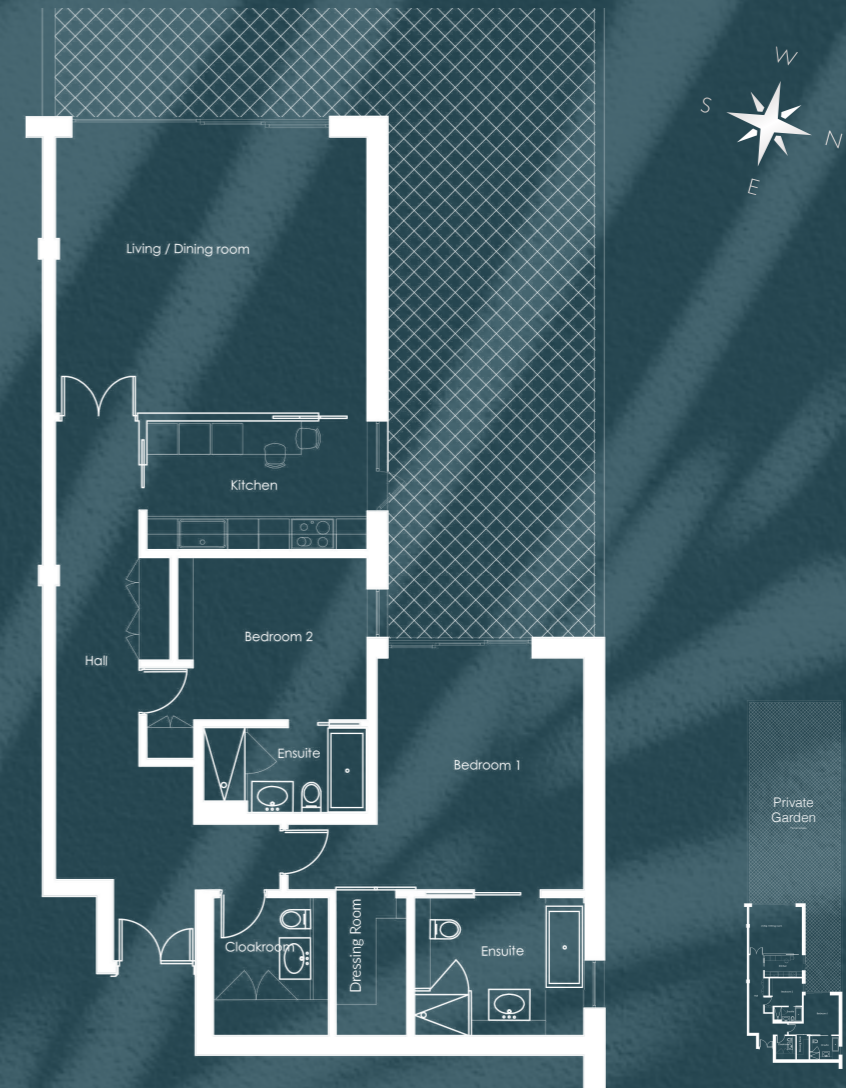 W
S
N
E
Living / Dining room
Kitchen
Bedroom 2
Hall
Ensuite
Bedroom 1
Cloakroom
Dressing Room
Ensuite
Private
Garden